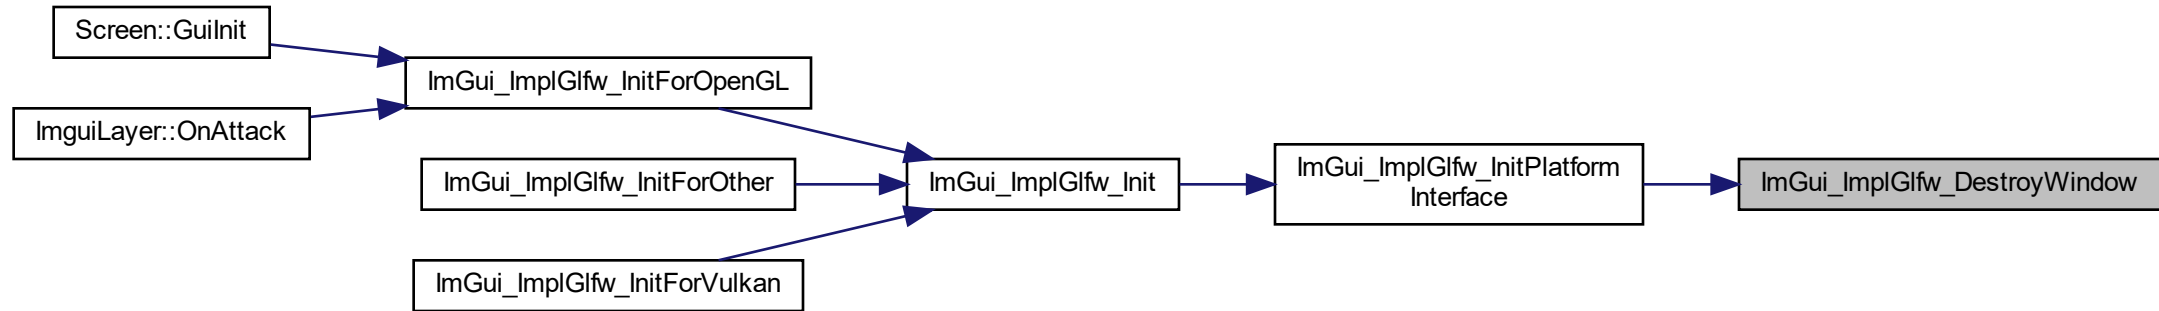 Screen::GuiInit
ImGui_ImplGlfw_InitForOpenGL
ImguiLayer::OnAttack
ImGui_ImplGlfw_InitForOther
ImGui_ImplGlfw_Init
ImGui_ImplGlfw_InitPlatform
Interface
ImGui_ImplGlfw_DestroyWindow
ImGui_ImplGlfw_InitForVulkan